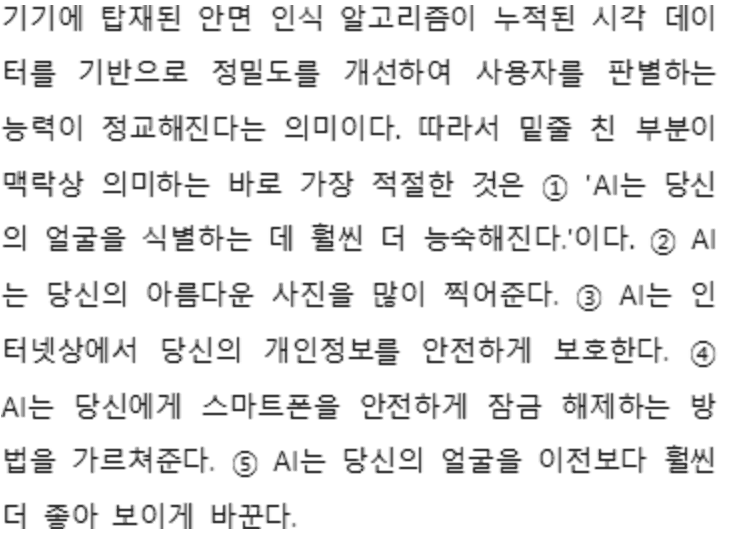 기기에 탑재된 안면 인식 알고리즘이 누적된 시각 데이
터를 기반으로 정밀도를 개선하여 사용자를 판별하는
능력이 정교해진다는 의미이다. 따라서 밑줄 친 부분이
맥락상 의미하는 바로 가장 적절한 것은 ① 'AI는 당신
의 얼굴을 식별하는 데 훨씬 더 능숙해진다.'이다. ② AI
는 당신의 아름다운 사진을 많이 찍어준다. ③ AI는 인
터넷상에서 당신의 개인정보를 안전하게 보호한다. ④
AI는 당신에게 스마트폰을 안전하게 잠금 해제하는 방
법을 가르쳐준다. ⑤ AI는 당신의 얼굴을 이전보다 훨씬
더 좋아 보이게 바꾼다.